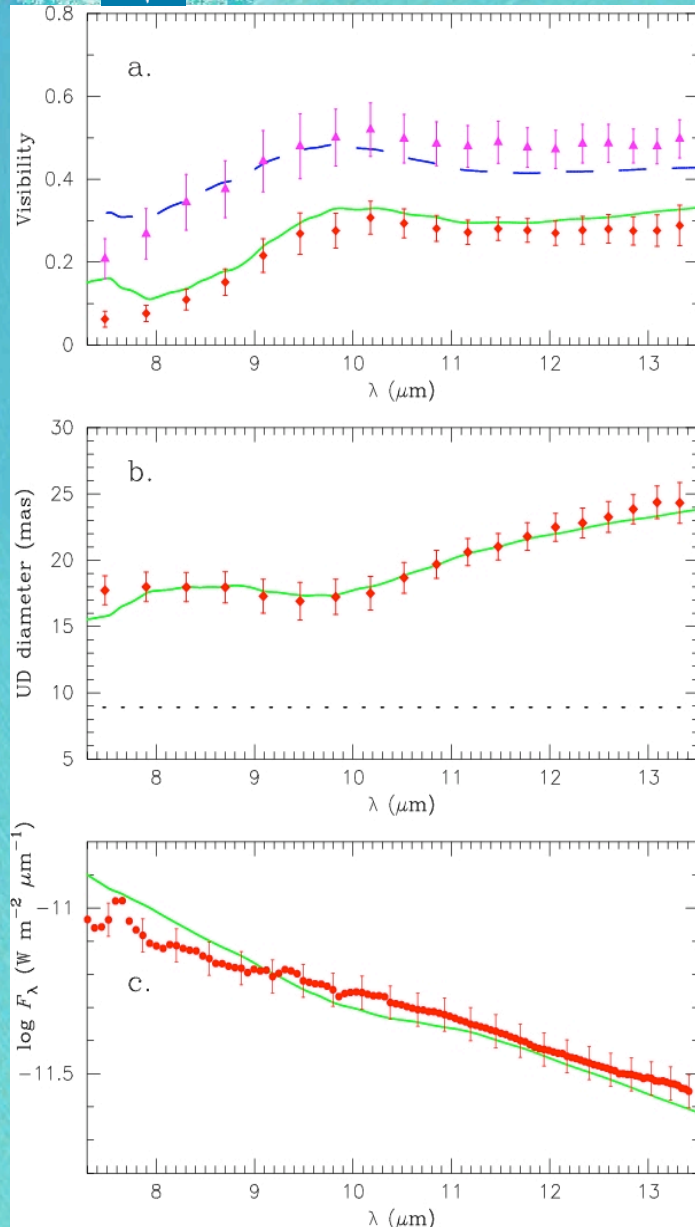 0.8
a.
0.6
0.4
0.2
0
Visibility
8 9 10 11 12 13
λ (μm)
30
b.
25
20
15
10
5
UD diameter (mas)
8 9 10 11 12 13
λ (μm)
-11
c.
-11.5
log Fλ (W m⁻² μm⁻¹)
8 9 10 11 12 13
λ (μm)